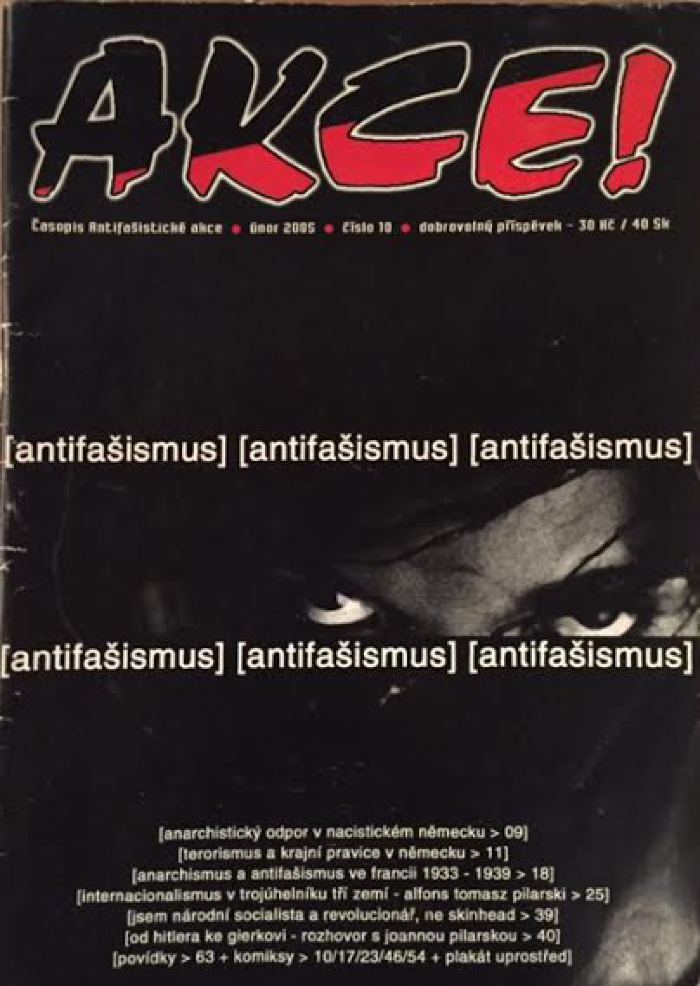 AKCE!
Časopis Antifašistické akce • únor 2005 • číslo 10 • dobrovolný příspěvek - 30 Kč / 40 Sk
[antifašismus] [antifašismus] [antifašismus]
[antifašismus] [antifašismus] [antifašismus]
[anarchistický odpor v nacistickém německu > 09]
[terorismus a krajní pravice v německu > 11]
[anarchismus a antifašismus ve francii 1933 - 1939 > 18]
[internacionalismus v trojúhelníku tří zemí - alfons tomasz pilarski > 25]
[jsem národní socialista a revolucionář, ne skinhead > 39]
[od hitlera ke gierkovi - rozhovor s joannou pilarskou > 40]
[povídky > 63 + komiksy > 10/17/23/46/54 + plakát uprostřed]